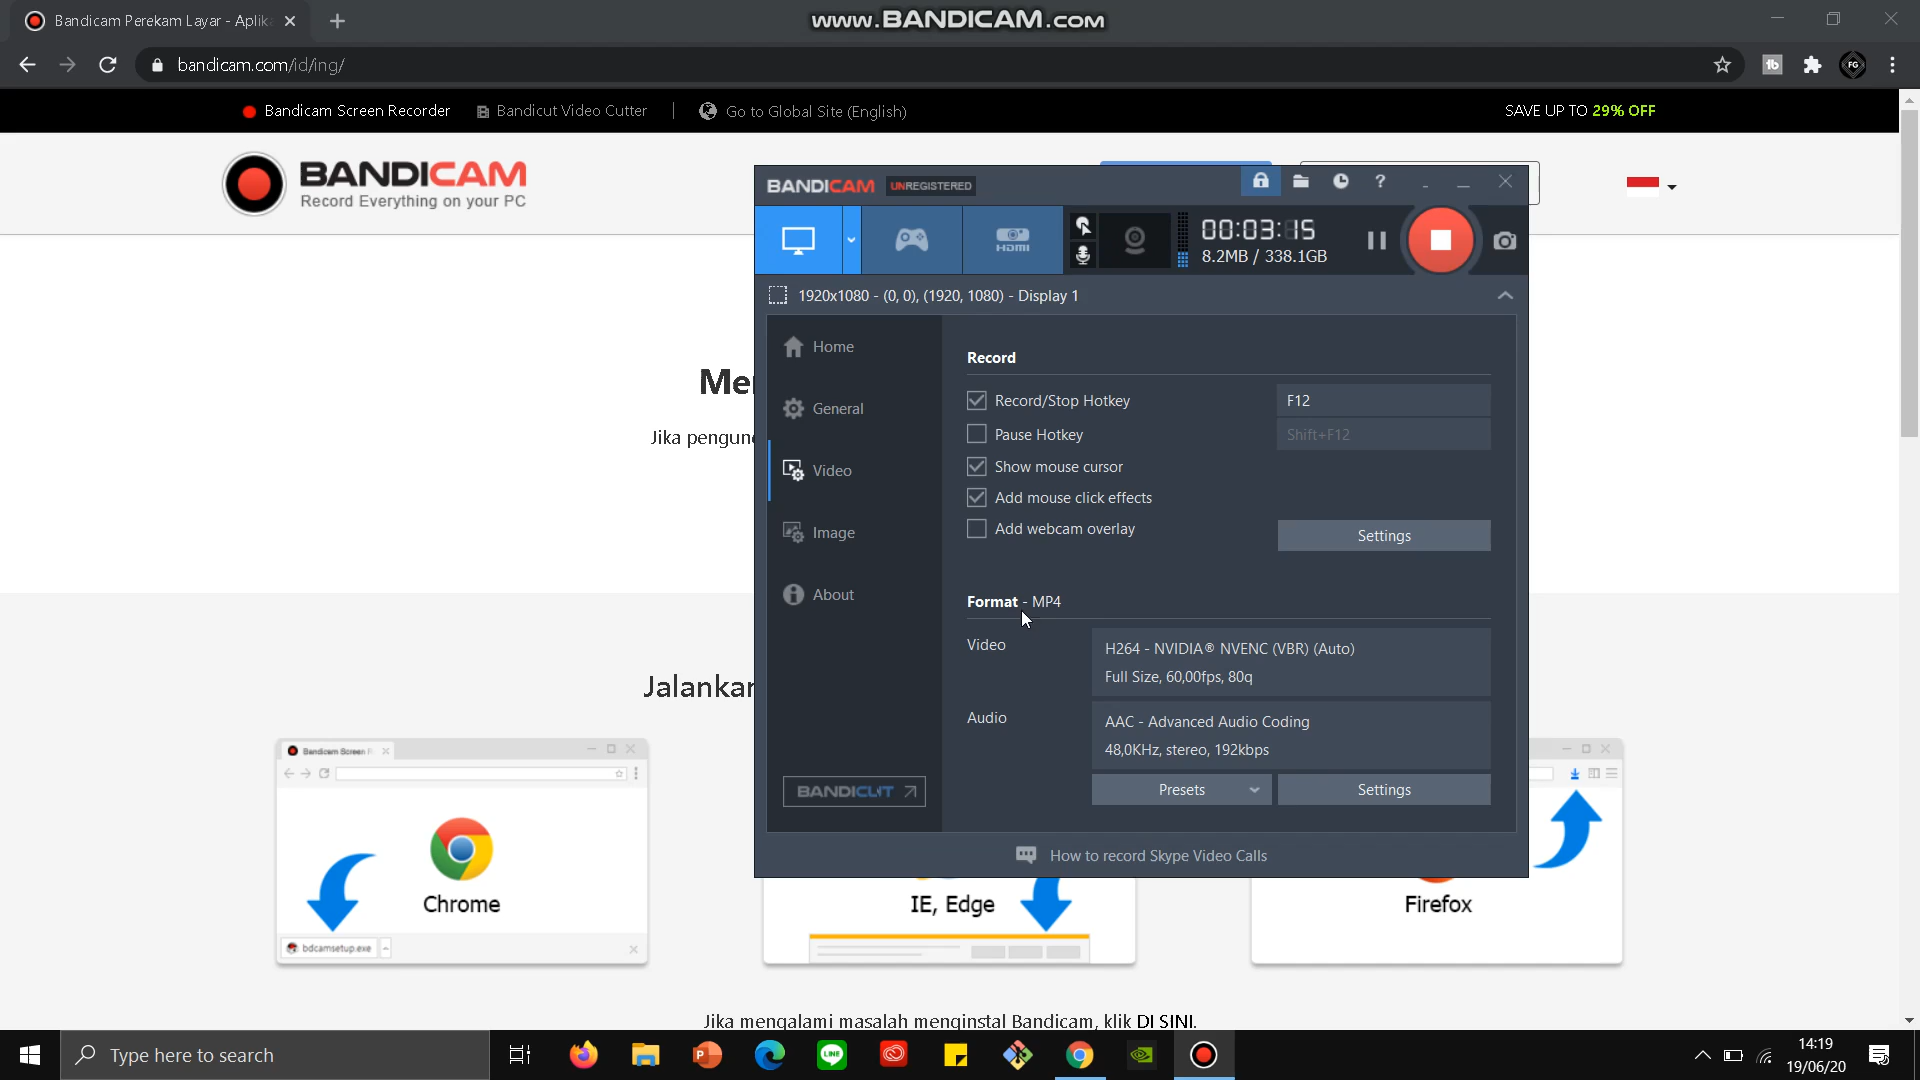 Bandicam Perekam Layar - Aplik
www.BANDICAM.com
bandicam.com/id/ing/
Bandicam Screen Recorder
Bandicut Video Cutter
Go to Global Site (English)
SAVE UP TO 29% OFF
BANDICAM
Record Everything on your PC
BANDICAM UNREGISTERED
HDMI
00:03:15
8.2MB / 338.1GB
1920x1080 - (0, 0), (1920, 1080) - Display 1
Home
General
Video
Image
About
BANDICUT
Record
Record/Stop Hotkey
F12
Pause Hotkey
Shift+F12
Show mouse cursor
Add mouse click effects
Add webcam overlay
Settings
Format - MP4
Video
H264 - NVIDIA® NVENC (VBR) (Auto)
Full Size, 60,00fps, 80q
Audio
AAC - Advanced Audio Coding
48,0KHz, stereo, 192kbps
Presets
Settings
How to record Skype Video Calls
Jalankan
Bandicam Screen R
Chrome
bdcamsetup.exe
IE, Edge
Firefox
Jika mengalami masalah menginstal Bandicam, klik DI SINI.
Type here to search
LINE
14:19
19/06/20